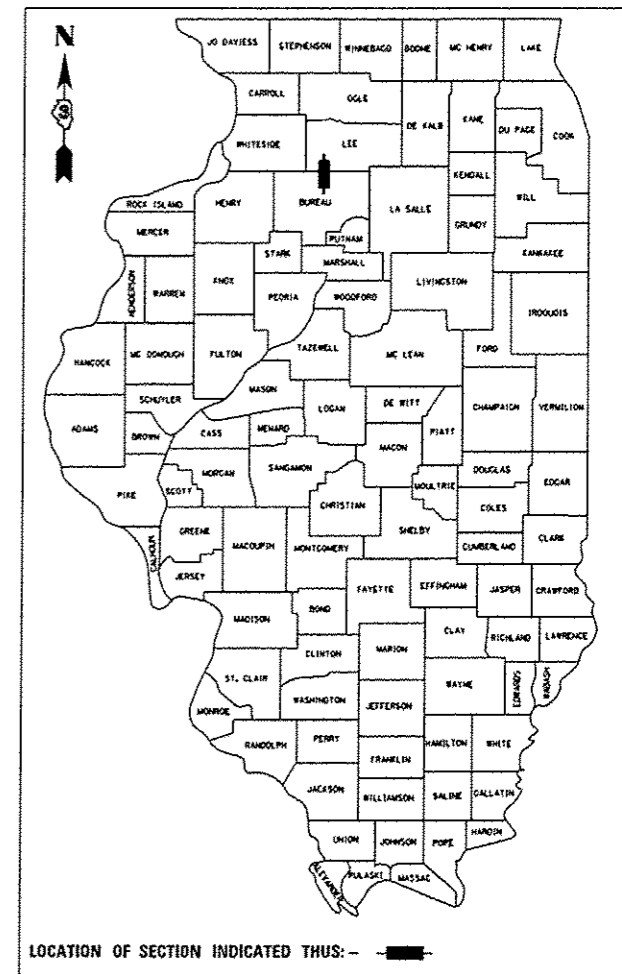 N
JO DAVIESS STEPHENSON WINNEBAGO BOONE MC HENRY LAKE
CARROLL OGLE
DE KALB KANE DU PAGE COOK
WHITESIDE LEE
KENDALL WILL
ROCK ISLAND HENRY BUREAU LA SALLE GRUNDY
MERCER PUTNAM
STARK MARSHALL KANKAKEE
HENDERSON WARREN KNOX PEORIA WOODFORD LIVINGSTON
IROQUOIS
HANCOCK MC DONOUGH FULTON TAZEWELL MC LEAN FORD
SCHUYLER MASON
ADAMS BROWN CASS MENARD LOGAN DE WITT PIATT CHAMPAIGN VERMILION
MACON
PIKE SCOTT MORGAN SANGAMON MOULTRIE DOUGLAS EDGAR
CHRISTIAN COLES
GREENE SHELBY
CALHOUN MACOUPIN MONTGOMERY CUMBERLAND CLARK
JERSEY
FAYETTE EFFINGHAM JASPER CRAWFORD
MADISON BOND
CLAY RICHLAND LAWRENCE
CLINTON MARION
ST. CLAIR WAYNE EDWARDS WABASH
WASHINGTON JEFFERSON
MONROE
RANDOLPH PERRY HAMILTON WHITE
FRANKLIN
JACKSON WILLIAMSON SALINE GALLATIN
UNION JOHNSON POPE HARDIN
ALEXANDER PULASKI MASSAC
LOCATION OF SECTION INDICATED THUS: -